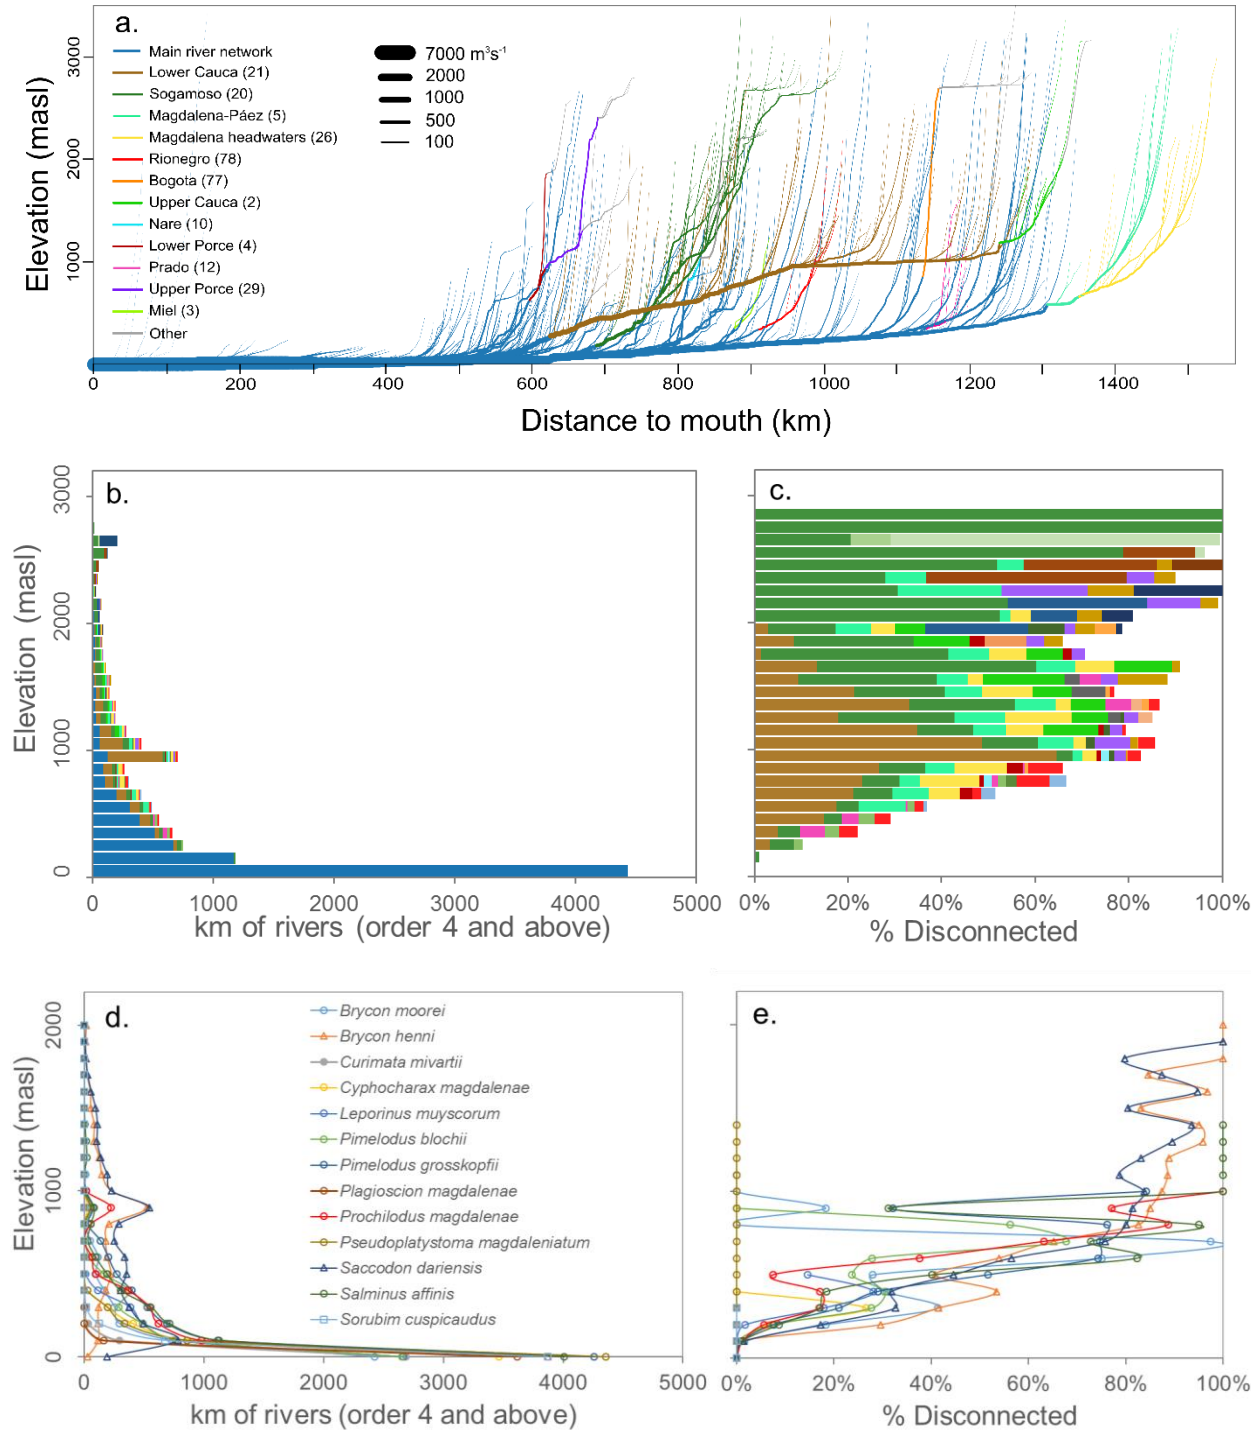 a.
Elevation (masl)
3000
2000
1000
Main river network
Lower Cauca (21)
Sogamoso (20)
Magdalena-Páez (5)
Magdalena headwaters (26)
Rionegro (78)
Bogota (77)
Upper Cauca (2)
Nare (10)
Lower Porce (4)
Prado (12)
Upper Porce (29)
Miel (3)
Other
7000 m³s⁻¹
2000
1000
500
100
0 200 400 600 800 1000 1200 1400
Distance to mouth (km)
b.
Elevation (masl)
3000
2000
1000
0
0 1000 2000 3000 4000 5000
km of rivers (order 4 and above)
c.
0% 20% 40% 60% 80% 100%
% Disconnected
d.
Elevation (masl)
2000
1000
0
Brycon moorei
Brycon henni
Curimata mivartii
Cyphocharax magdalenae
Leporinus muyscorum
Pimelodus blochii
Pimelodus grosskopfii
Plagioscion magdalenae
Prochilodus magdalenae
Pseudoplatystoma magdaleniatum
Saccodon dariensis
Salminus affinis
Sorubim cuspicaudus
0 1000 2000 3000 4000 5000
km of rivers (order 4 and above)
e.
0% 20% 40% 60% 80% 100%
% Disconnected